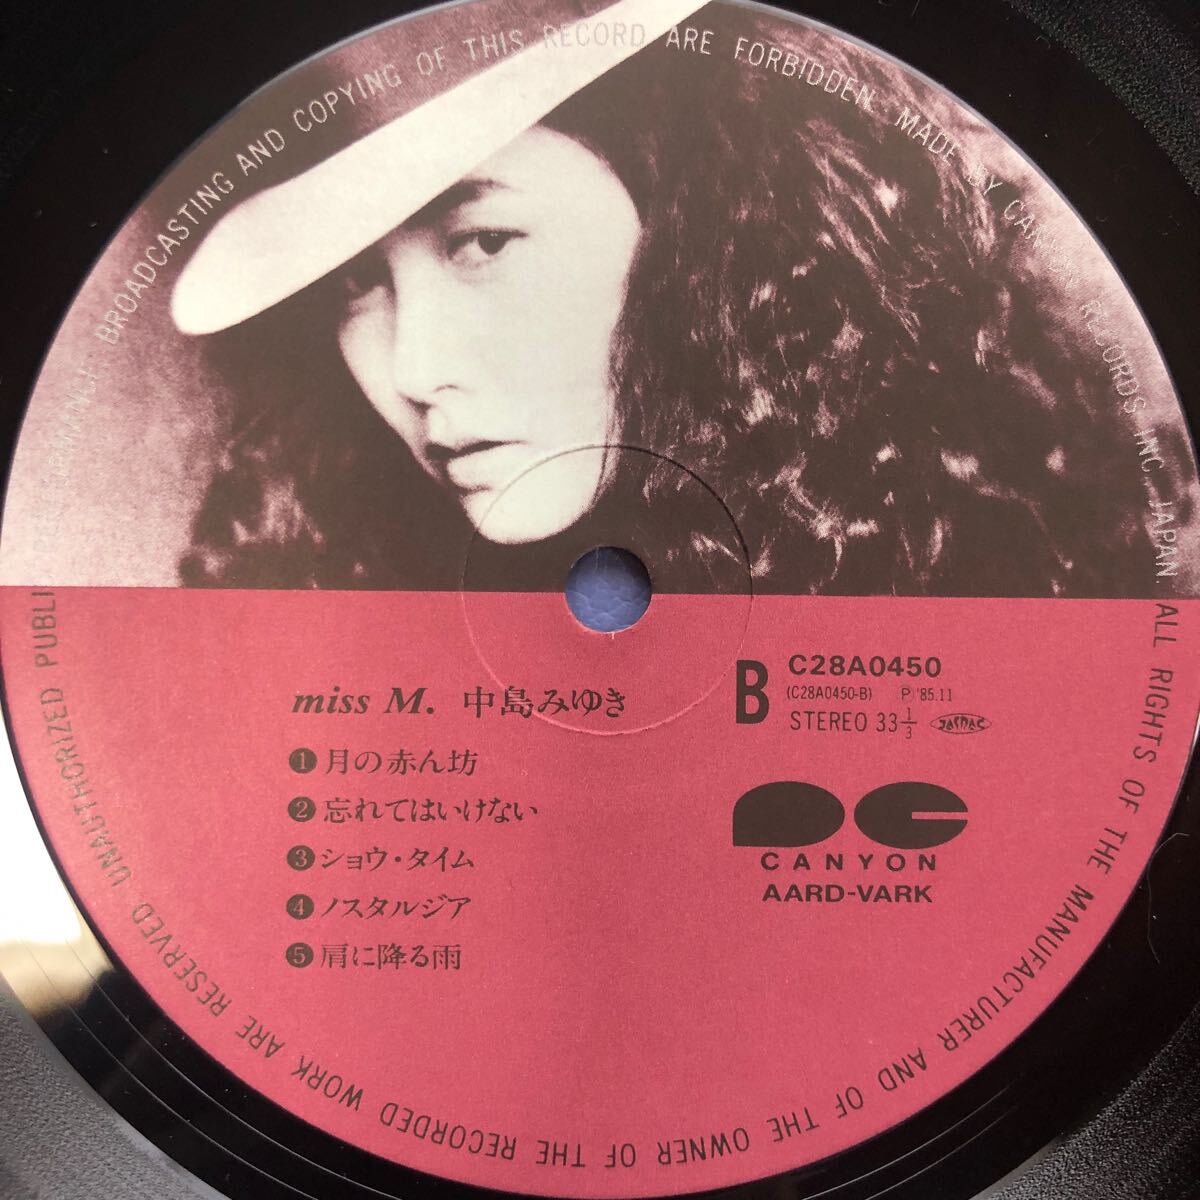 UNAUTHORIZED PUBLIC PERFORMANCE, BROADCASTING AND COPYING OF THIS RECORD ARE FORBIDDEN. MADE BY CANYON RECORDS INC. JAPAN.
ALL RIGHTS OF THE MANUFACTURER AND OF THE OWNER OF THE RECORDED WORK ARE RESERVED.
miss M. 中島みゆき
❶月の赤ん坊
❷忘れてはいけない
❸ショウ・タイム
❹ノスタルジア
❺肩に降る雨
B
C28A0450
(C28A0450-B) P '85.11
STEREO 33 1/3 JASRAC
CANYON
AARD-VARK